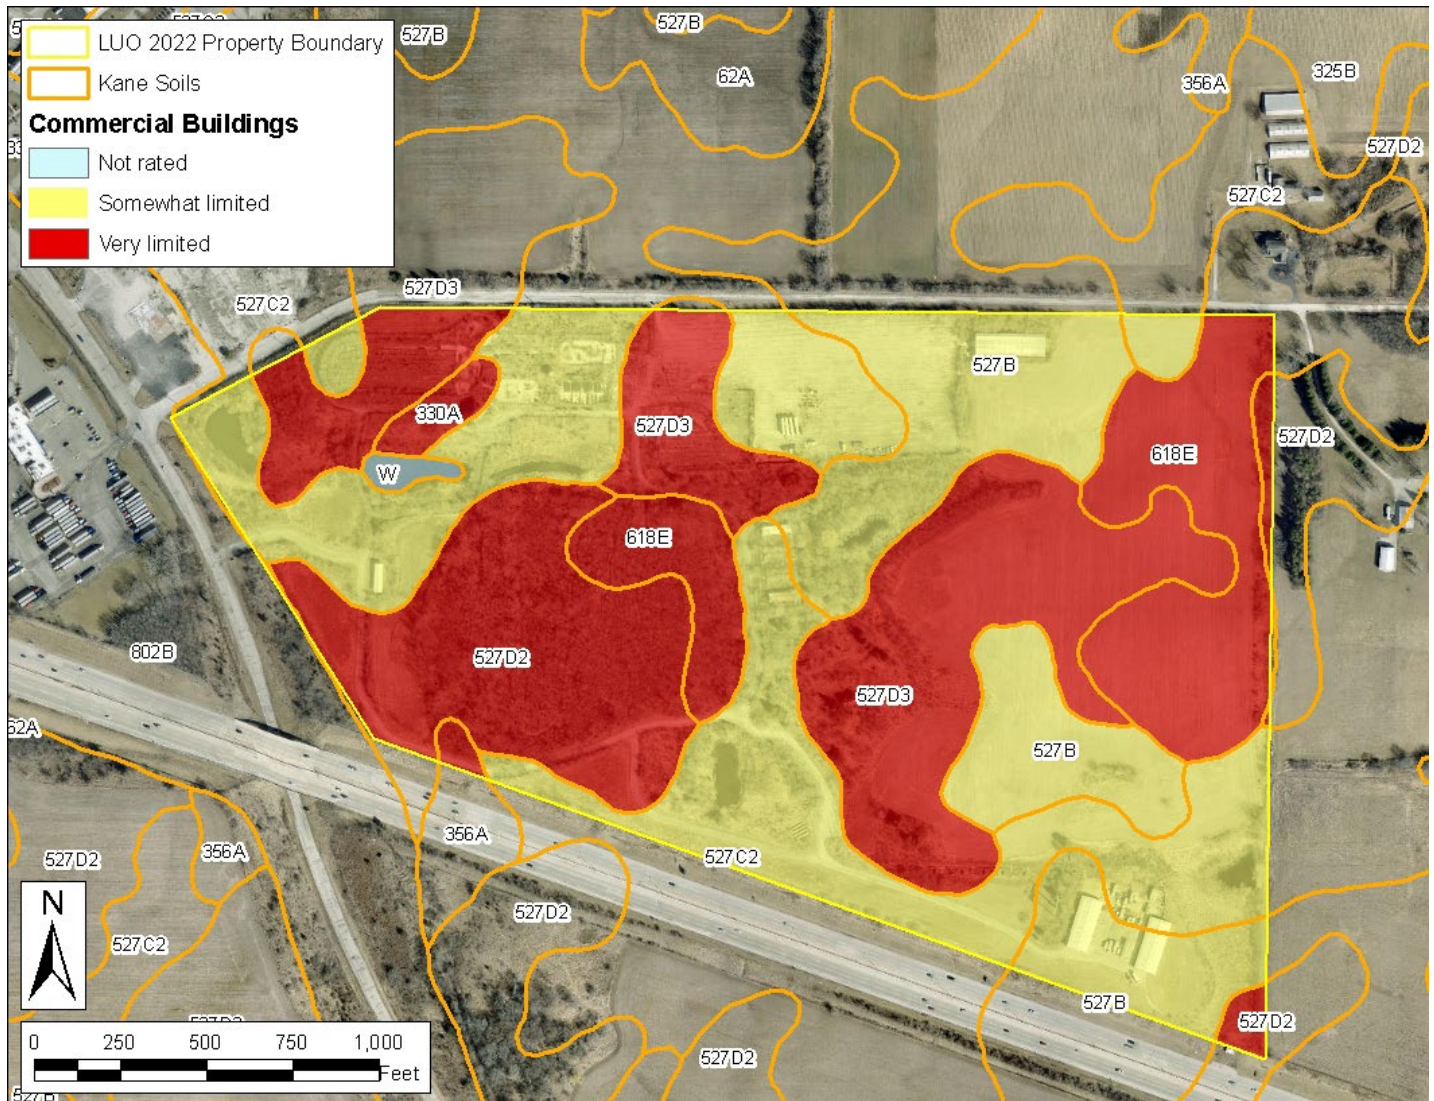 LUO 2022 Property Boundary
Kane Soils
Commercial Buildings
Not rated
Somewhat limited
Very limited
527B
527B
62A
356A
325B
527D2
527C2
527C2
527D3
527B
330A
527D3
527D2
618E
W
618E
802B
527D2
527D3
527B
62A
356A
527D2
356A
527C2
527D2
527C2
527B
527D2
527D2
N
0 250 500 750 1,000
Feet